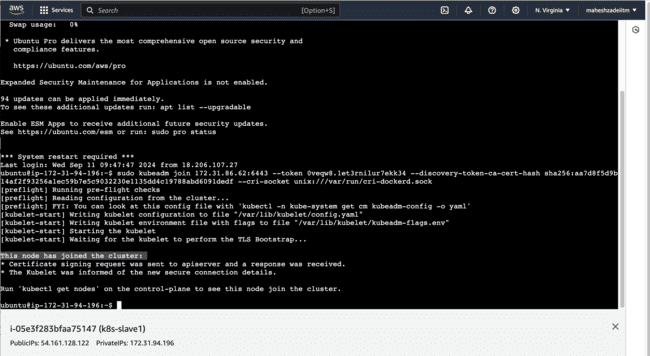 aws
Services
Search
[Option+S]
N. Virginia
maheshzadeiitm
Swap usage: 0%
* Ubuntu Pro delivers the most comprehensive open source security and
compliance features.
https://ubuntu.com/aws/pro
Expanded Security Maintenance for Applications is not enabled.
94 updates can be applied immediately.
To see these additional updates run: apt list --upgradable
Enable ESM Apps to receive additional future security updates.
See https://ubuntu.com/esm or run: sudo pro status
*** System restart required ***
Last login: Wed Sep 11 09:47:47 2024 from 18.206.107.27
ubuntu@ip-172-31-94-196:~$ sudo kubeadm join 172.31.86.62:6443 --token 0veqw8.let3rnilur7ekk34 --discovery-token-ca-cert-hash sha256:aa7d8f5d9b
14af2f93256a1ec59b7e5c9032230e1135dd4c19788abd6091dedf --cri-socket unix:///var/run/cri-dockerd.sock
[preflight] Running pre-flight checks
[preflight] Reading configuration from the cluster...
[preflight] FYI: You can look at this config file with 'kubectl -n kube-system get cm kubeadm-config -o yaml'
[kubelet-start] Writing kubelet configuration to file "/var/lib/kubelet/config.yaml"
[kubelet-start] Writing kubelet environment file with flags to file "/var/lib/kubelet/kubeadm-flags.env"
[kubelet-start] Starting the kubelet
[kubelet-start] Waiting for the kubelet to perform the TLS Bootstrap...
This node has joined the cluster:
* Certificate signing request was sent to apiserver and a response was received.
* The Kubelet was informed of the new secure connection details.
Run 'kubectl get nodes' on the control-plane to see this node join the cluster.
ubuntu@ip-172-31-94-196:~$
i-05e3f283bfaa75147 (k8s-slave1)
PublicIPs: 54.161.128.122 PrivateIPs: 172.31.94.196